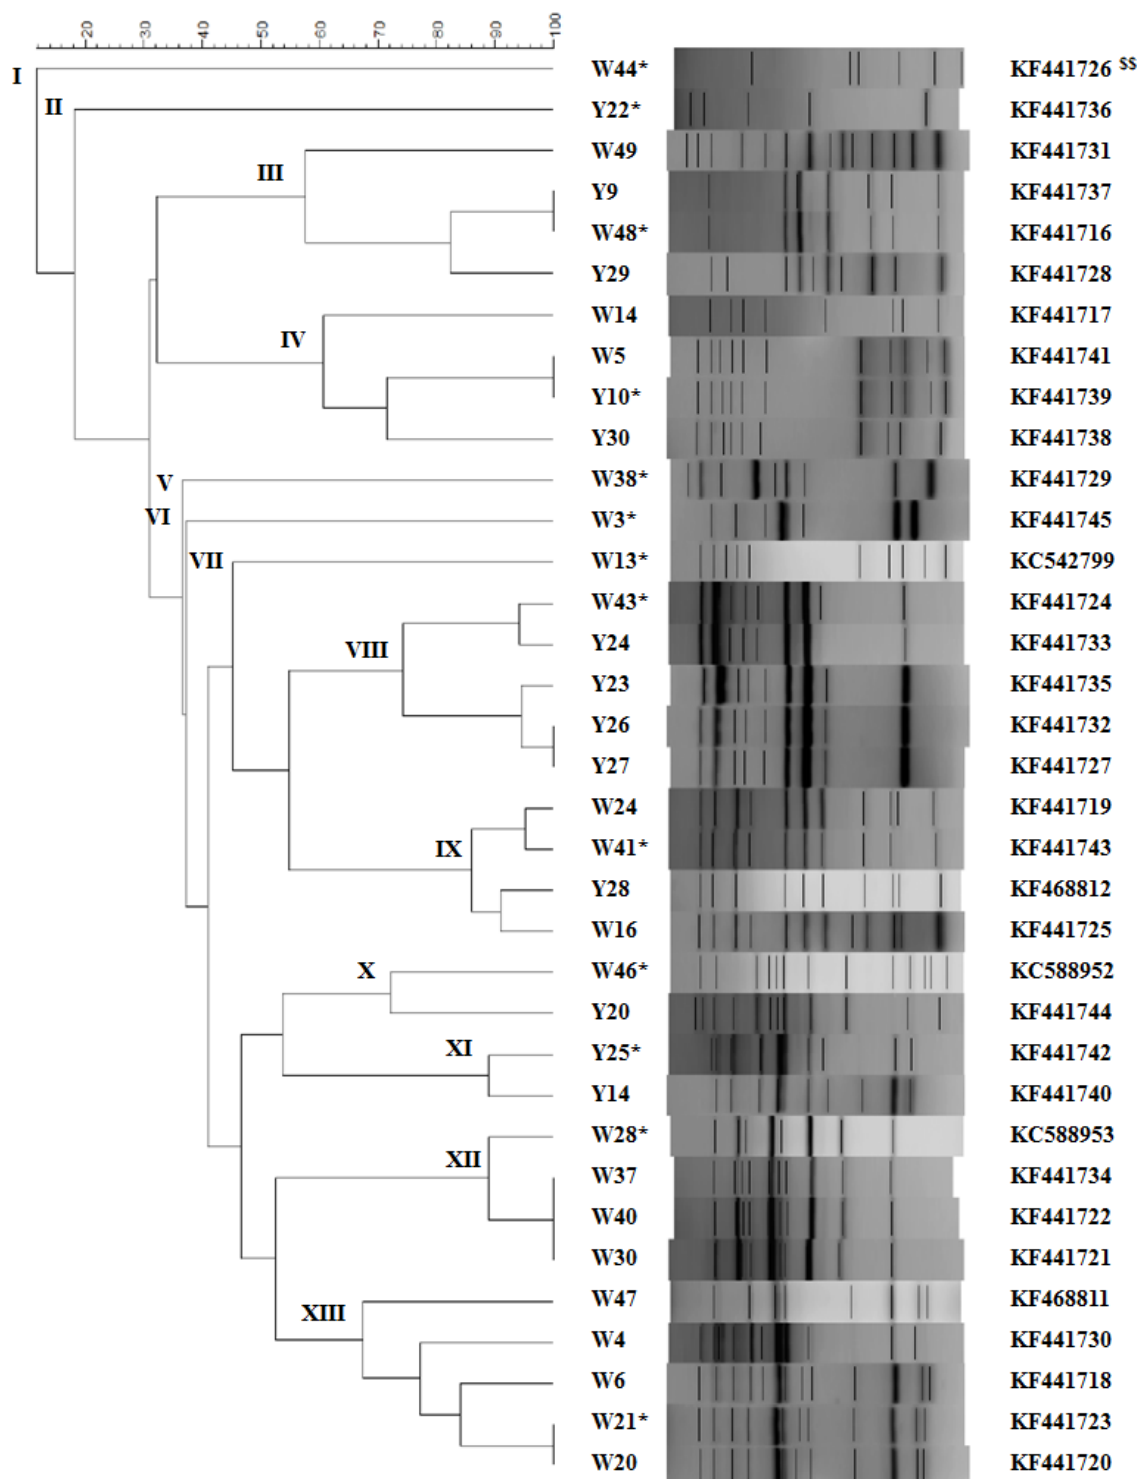 20 30 40 50 60 70 80 90 100
I W44* KF441726 $$
II Y22* KF441736
W49 KF441731
III Y9 KF441737
W48* KF441716
Y29 KF441728
W14 KF441717
IV W5 KF441741
Y10* KF441739
Y30 KF441738
V W38* KF441729
VI W3* KF441745
VII W13* KC542799
W43* KF441724
VIII Y24 KF441733
Y23 KF441735
Y26 KF441732
Y27 KF441727
W24 KF441719
IX W41* KF441743
Y28 KF468812
W16 KF441725
X W46* KC588952
Y20 KF441744
XI Y25* KF441742
Y14 KF441740
W28* KC588953
XII W37 KF441734
W40 KF441722
W30 KF441721
XIII W47 KF468811
W4 KF441730
W6 KF441718
W21* KF441723
W20 KF441720